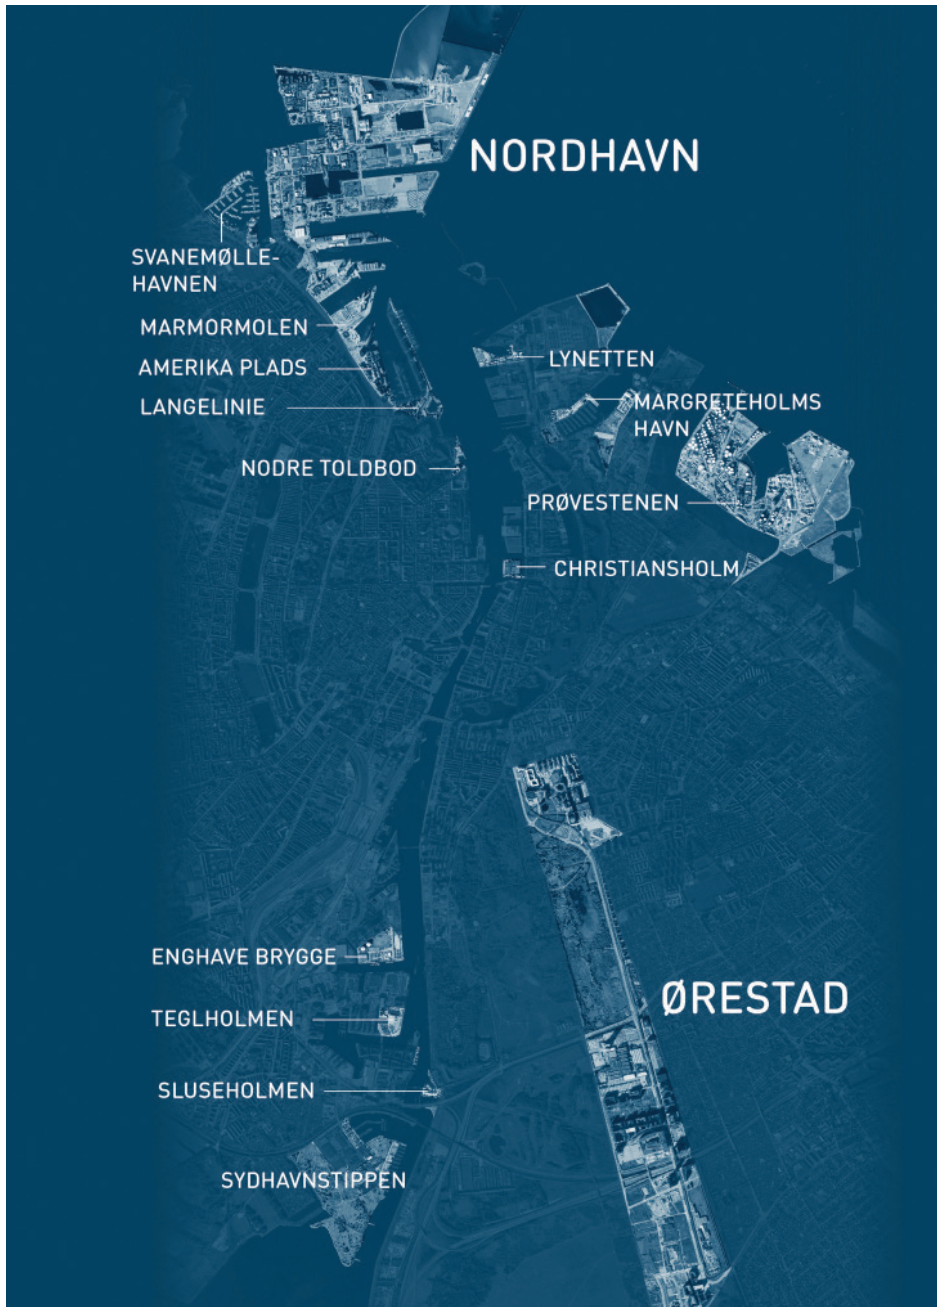 NORDHAVN
SVANEMØLLE-
HAVNEN
MARMORMOLEN
AMERIKA PLADS
LANGELINIE
LYNETTEN
MARGRETEHOLMS
HAVN
NODRE TOLDBOD
PRØVESTENEN
CHRISTIANSHOLM
ENGHAVE BRYGGE
ØRESTAD
TEGLHOLMEN
SLUSEHOLMEN
SYDHAVNSTIPPEN